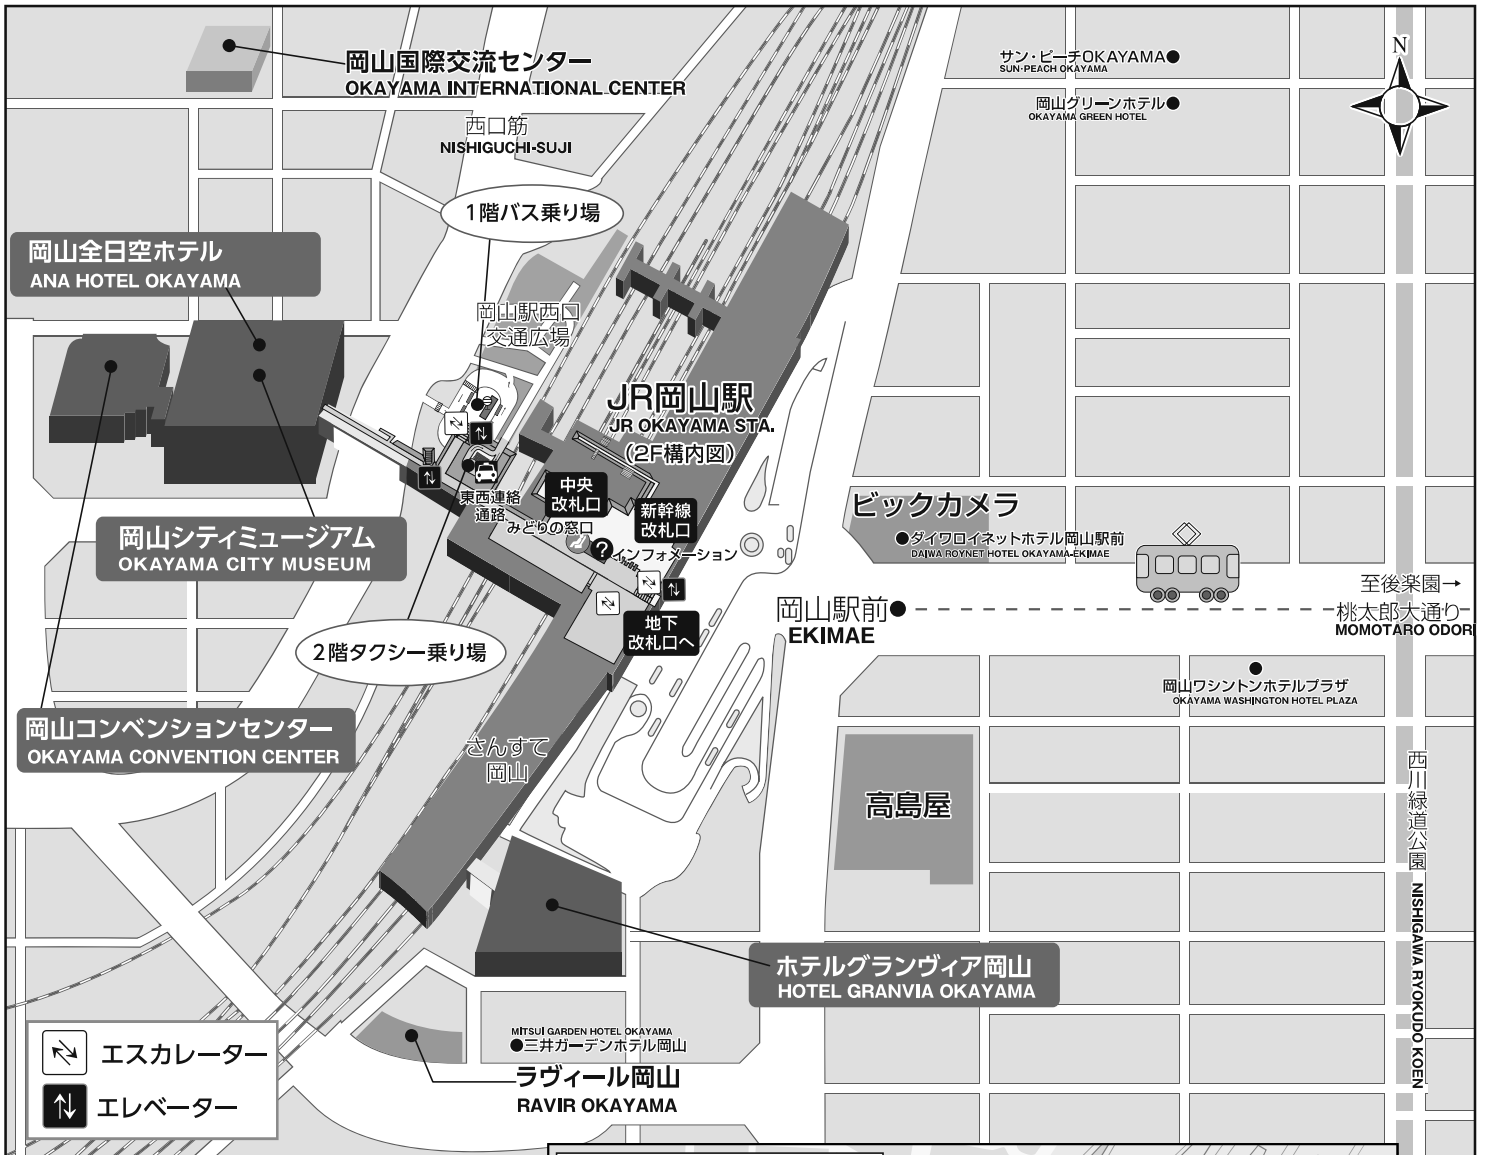 岡山国際交流センター
OKAYAMA INTERNATIONAL CENTER
サン・ピーチOKAYAMA
SUN-PEACH OKAYAMA
N
岡山グリーンホテル
OKAYAMA GREEN HOTEL
西口筋
NISHIGUCHI-SUJI
1階バス乗り場
岡山全日空ホテル
ANA HOTEL OKAYAMA
岡山駅西口
交通広場
JR岡山駅
JR OKAYAMA STA.
(2F構内図)
中央
改札口
新幹線
改札口
東西連絡
通路
みどりの窓口
?
インフォメーション
ビックカメラ
ダイワロイネットホテル岡山駅前
DAIWA ROYNET HOTEL OKAYAMA-EKIMAE
岡山シティミュージアム
OKAYAMA CITY MUSEUM
至後楽園→
岡山駅前
EKIMAE
桃太郎大通り
MOMOTARO ODORI
地下
改札口へ
2階タクシー乗り場
岡山ワシントンホテルプラザ
OKAYAMA WASHINGTON HOTEL PLAZA
岡山コンベンションセンター
OKAYAMA CONVENTION CENTER
さんすて
岡山
高島屋
西川緑道公園
NISHIGAWA RYOKUDO KOEN
ホテルグランヴィア岡山
HOTEL GRANVIA OKAYAMA
MITSUI GARDEN HOTEL OKAYAMA
三井ガーデンホテル岡山
ラヴィール岡山
RAVIR OKAYAMA
エスカレーター
エレベーター